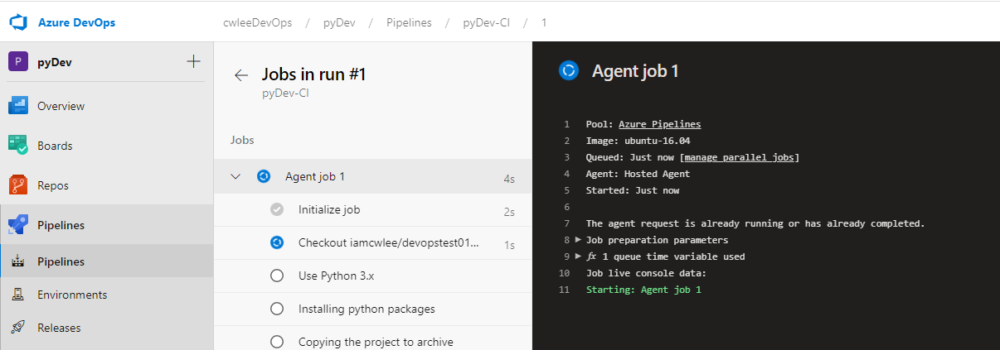 Azure DevOps
cwleeDevOps / pyDev / Pipelines / pyDev-CI / 1
P pyDev
Overview
Boards
Repos
Pipelines
Pipelines
Environments
Releases
Jobs in run #1
pyDev-CI
Jobs
Agent job 1 4s
Initialize job 2s
Checkout iamcwlee/devopstest01... 1s
Use Python 3.x
Installing python packages
Copying the project to archive
Agent job 1
1 Pool: Azure Pipelines
2 Image: ubuntu-16.04
3 Queued: Just now [manage parallel jobs]
4 Agent: Hosted Agent
5 Started: Just now
6
7 The agent request is already running or has already completed.
8 Job preparation parameters
9 fx 1 queue time variable used
10 Job live console data:
11 Starting: Agent job 1